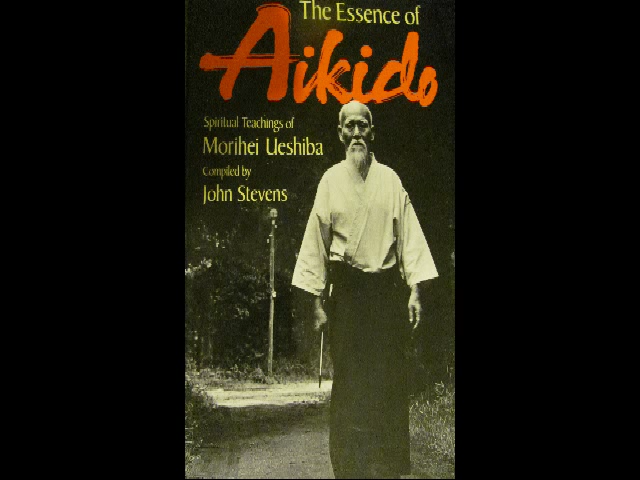 The Essence of
Aikido
Spiritual Teachings of
Morihei Ueshiba
Compiled by
John Stevens